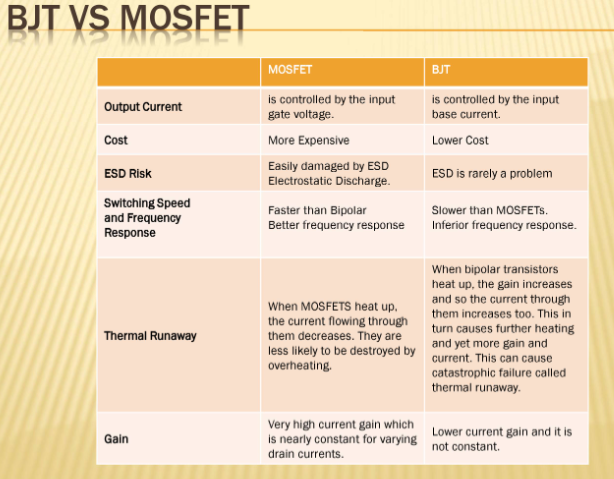 BJT VS MOSFET
MOSFET
BJT
Output Current
is controlled by the input
gate voltage.
is controlled by the input
base current.
Cost
More Expensive
Lower Cost
ESD Risk
Easily damaged by ESD
Electrostatic Discharge.
ESD is rarely a problem
Switching Speed
and Frequency
Response
Faster than Bipolar
Better frequency response
Slower than MOSFETs.
Inferior frequency response.
Thermal Runaway
When MOSFETS heat up,
the current flowing through
them decreases. They are
less likely to be destroyed by
overheating.
When bipolar transistors
heat up, the gain increases
and so the current through
them increases too. This in
turn causes further heating
and yet more gain and
current. This can cause
catastrophic failure called
thermal runaway.
Gain
Very high current gain which
is nearly constant for varying
drain currents.
Lower current gain and it is
not constant.